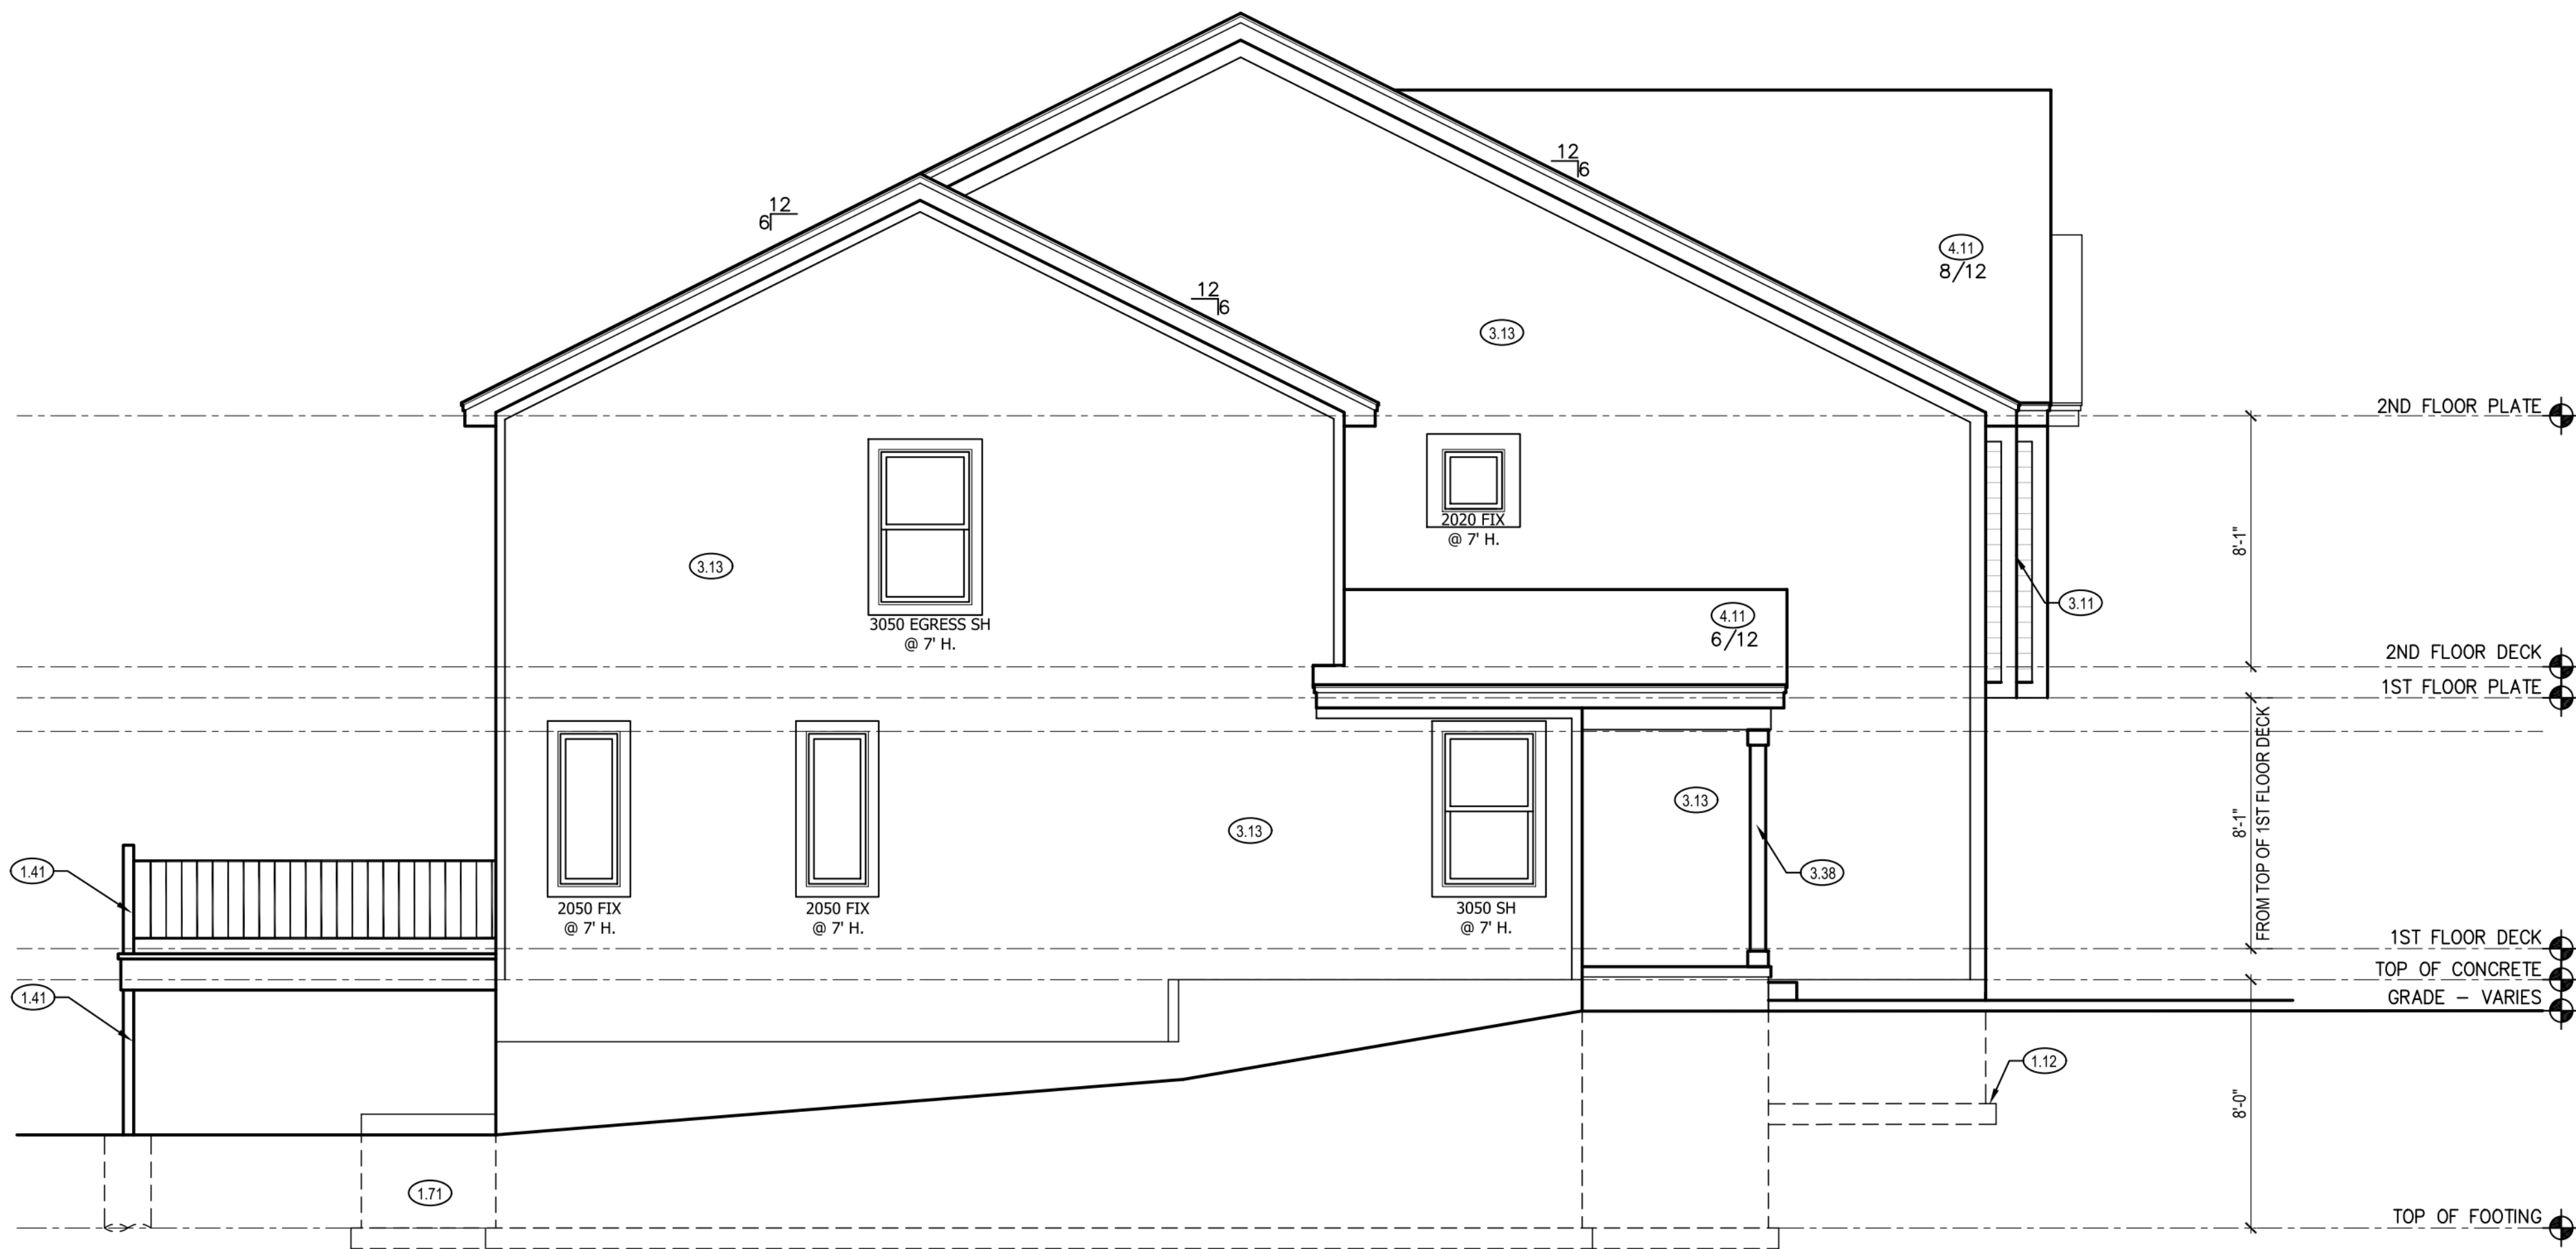 12
6
12
6
4.11
8/12
12
6
3.13
2ND FLOOR PLATE
2020 FIX
@ 7' H.
8'-1"
3.13
3050 EGRESS SH
@ 7' H.
3.11
4.11
6/12
2ND FLOOR DECK
1ST FLOOR PLATE
3.13
3.13
8'-1"
FROM TOP OF 1ST FLOOR DECK
1.41
3.38
2050 FIX
@ 7' H.
2050 FIX
@ 7' H.
3050 SH
@ 7' H.
1ST FLOOR DECK
TOP OF CONCRETE
1.41
GRADE - VARIES
1.12
8'-0"
1.71
TOP OF FOOTING